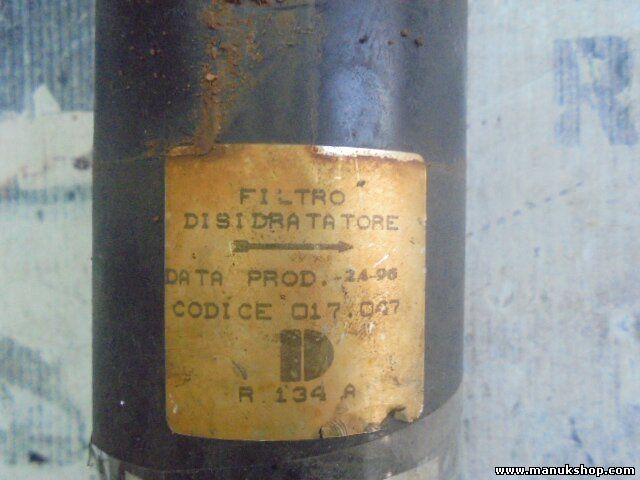 FILTRO
DISIDRATATORE
DATA PROD. -24-96
CODICE 017.047
D
R 134 A
R
www.manukshop.com